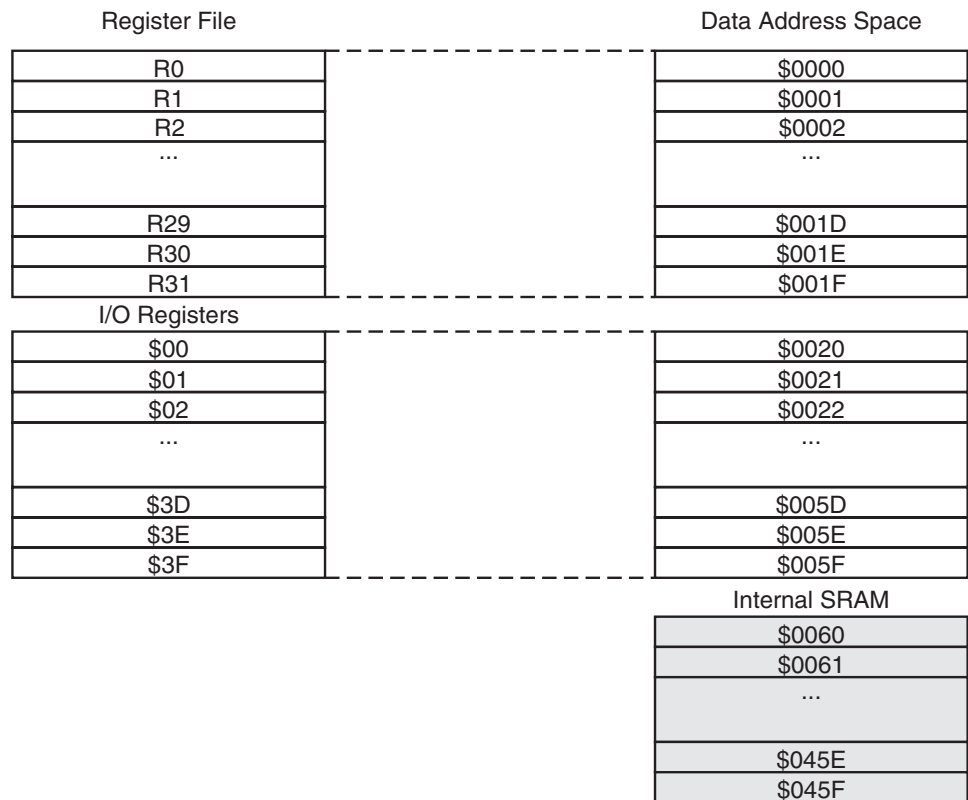 Register File Data Address Space
R0 $0000
R1 $0001
R2 $0002
... ...
R29 $001D
R30 $001E
R31 $001F
I/O Registers
$00 $0020
$01 $0021
$02 $0022
... ...
$3D $005D
$3E $005E
$3F $005F
Internal SRAM
$0060
$0061
...
$045E
$045F